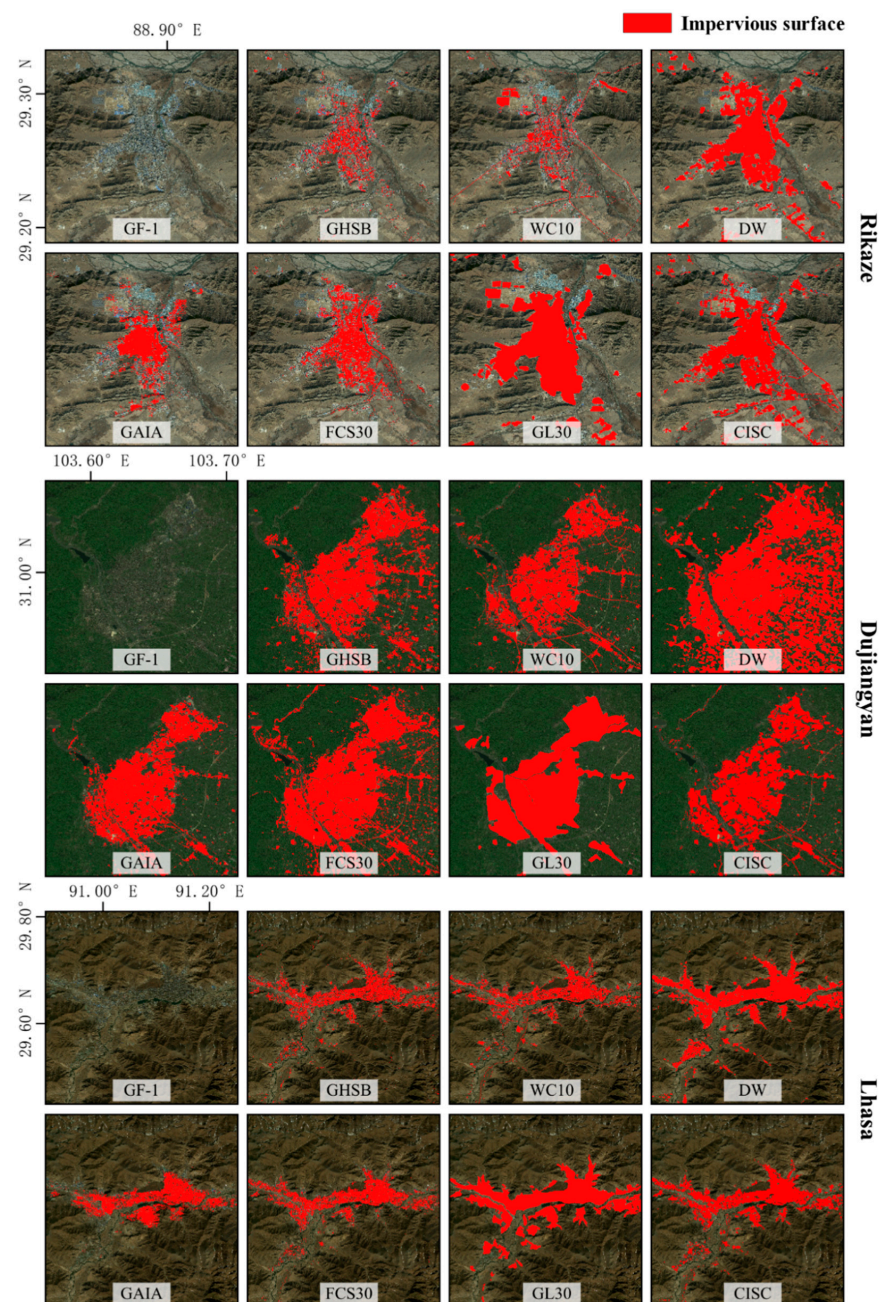 Impervious surface
88.90° E
29.30° N
29.20° N
GF-1
GHSB
WC10
DW
Rikaze
GAIA
FCS30
GL30
CISC
103.60° E
103.70° E
31.00° N
GF-1
GHSB
WC10
DW
Dujiangyan
GAIA
FCS30
GL30
CISC
91.00° E
91.20° E
29.80° N
29.60° N
GF-1
GHSB
WC10
DW
Lhasa
GAIA
FCS30
GL30
CISC